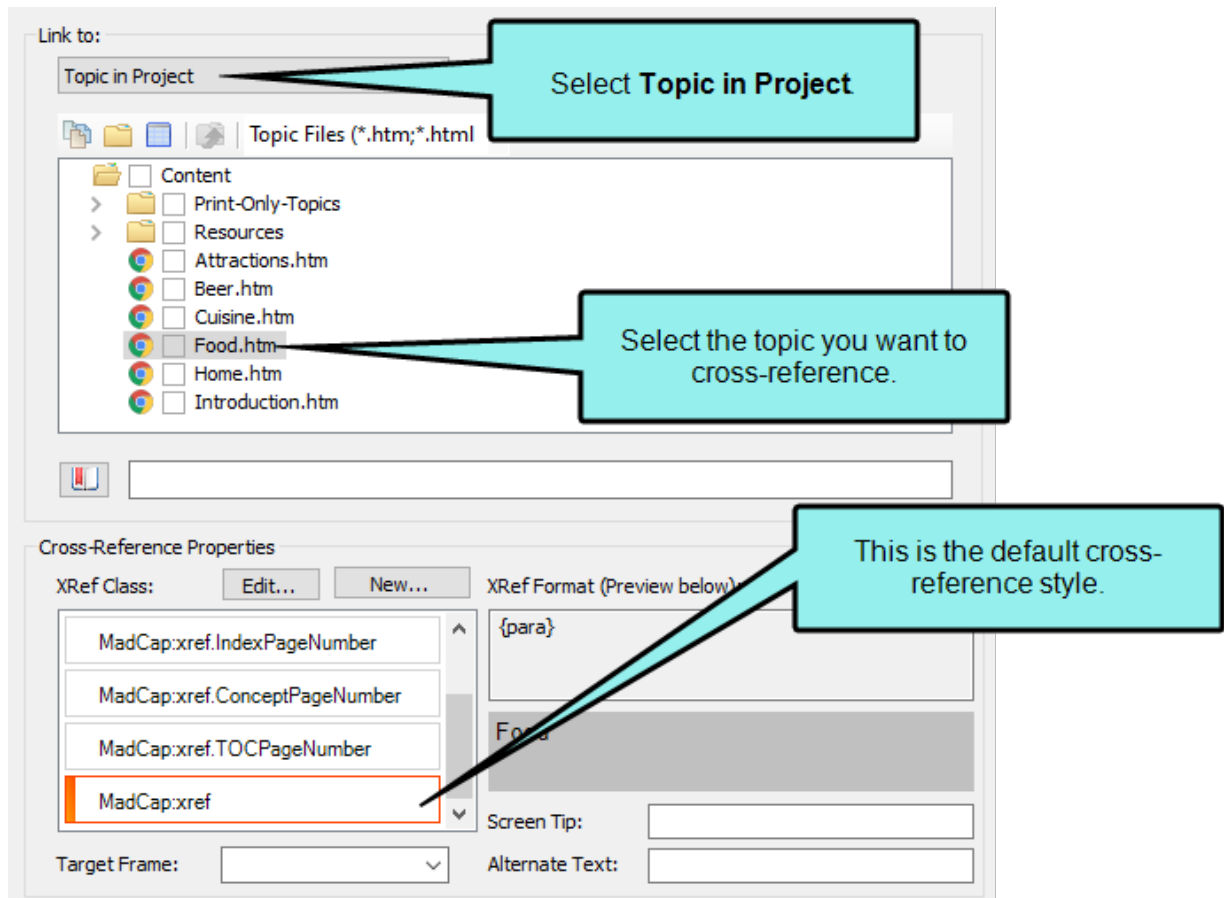 Link to:
Topic in Project
Select Topic in Project.
Topic Files (*.htm;*.html
Content
Print-Only-Topics
Resources
Attractions.htm
Beer.htm
Cuisine.htm
Food.htm
Select the topic you want to
cross-reference.
Home.htm
Introduction.htm
Cross-Reference Properties
This is the default cross-
reference style.
XRef Class:
Edit...
New...
XRef Format (Preview below):
{para}
MadCap:xref.IndexPageNumber
MadCap:xref.ConceptPageNumber
MadCap:xref.TOCPageNumber
MadCap:xref
Food
Screen Tip:
Target Frame:
Alternate Text: